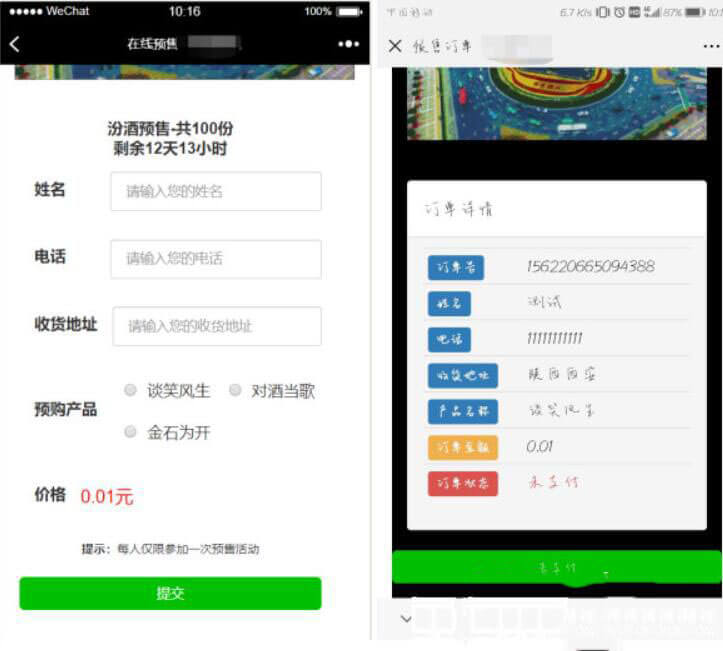 ●●●●● WeChat 10:16 100%
在线预售
汾酒预售-共100份
剩余12天13小时
姓名 请输入您的姓名
电话 请输入您的电话
收货地址 请输入您的收货地址
预购产品 谈笑风生 对酒当歌
金石为开
价格 0.01元
提示：每人仅限参加一次预售活动
提交
中国移动 6.7 K/s HD 87% 10:1
预售订单
订单详情
订单号 156220665094388
姓名 测试
电话 11111111111
收货地址 陕西西安
产品名称 谈笑风生
订单金额 0.01
订单状态 未支付
去支付